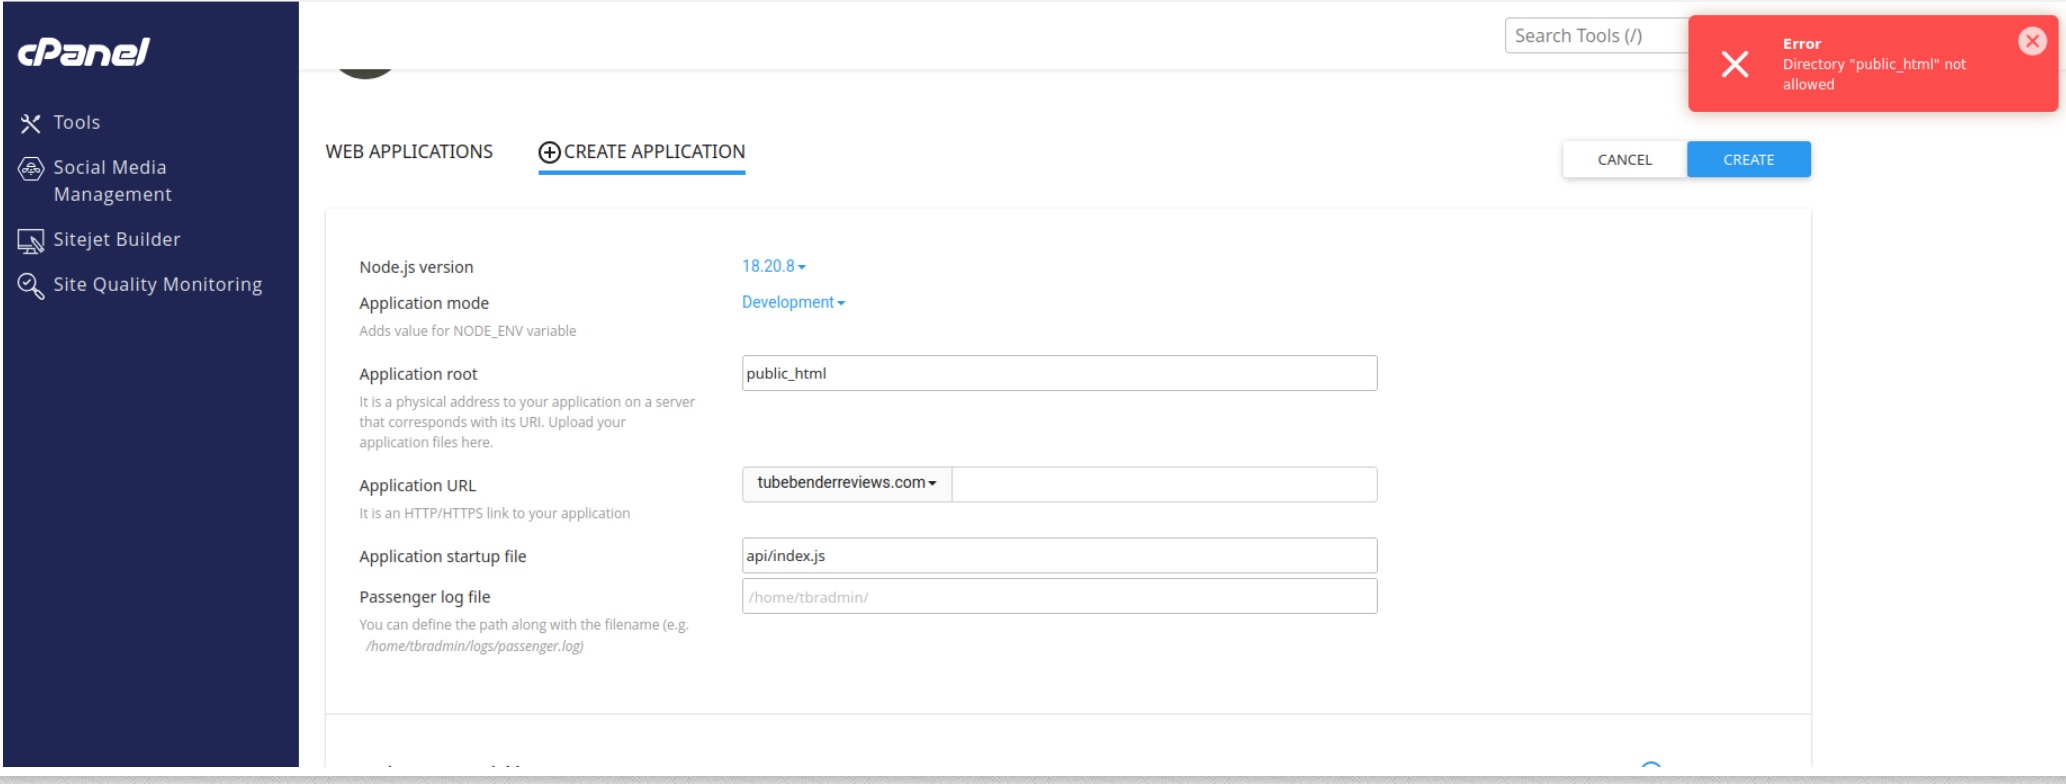 cPanel
Search Tools (/)
Error
Directory "public_html" not
allowed
Tools
Social Media
Management
Sitejet Builder
Site Quality Monitoring
WEB APPLICATIONS
CREATE APPLICATION
CANCEL
CREATE
Node.js version
18.20.8
Application mode
Development
Adds value for NODE_ENV variable
Application root
public_html
It is a physical address to your application on a server
that corresponds with its URI. Upload your
application files here.
Application URL
tubebenderreviews.com
It is an HTTP/HTTPS link to your application
Application startup file
api/index.js
Passenger log file
/home/tbradmin/
You can define the path along with the filename (e.g.
/home/tbradmin/logs/passenger.log)